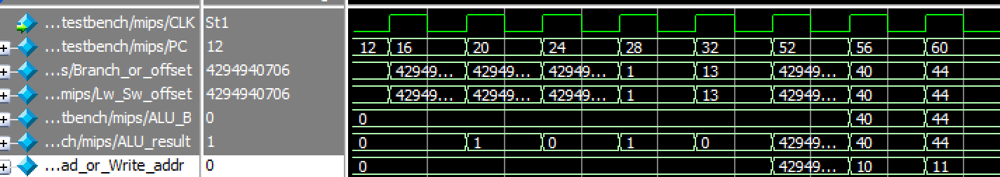 ...testbench/mips/CLK St1
...testbench/mips/PC 12 12 16 20 24 28 32 52 56 60
...s/Branch_or_offset 4294940706 42949... 42949... 42949... 1 13 42949... 40 44
...mips/Lw_Sw_offset 4294940706 42949... 42949... 42949... 1 13 42949... 40 44
...tbench/mips/ALU_B 0 0 40 44
...ch/mips/ALU_result 1 0 1 0 1 0 42949... 40 44
...ad_or_Write_addr 0 0 42949... 10 11